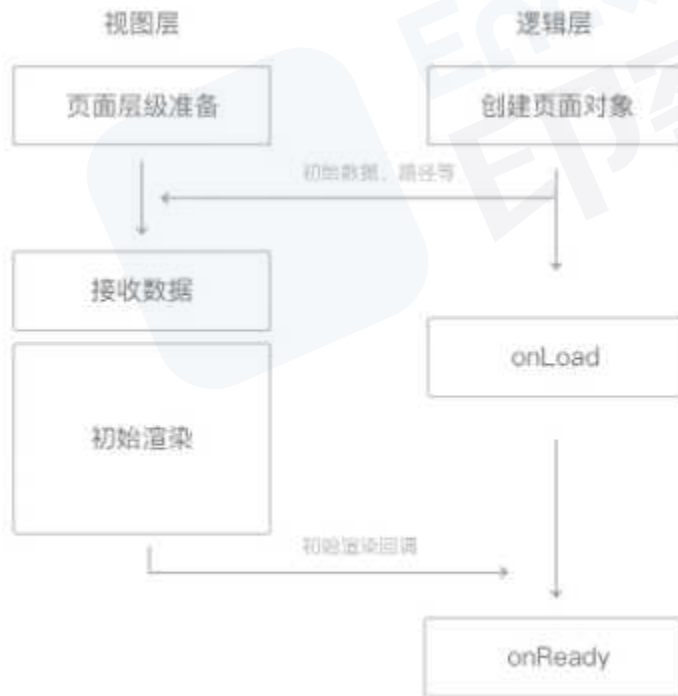 视图层
逻辑层
页面层级准备
创建页面对象
初始数据、路径等
接收数据
onLoad
初始渲染
初始渲染回调
onReady